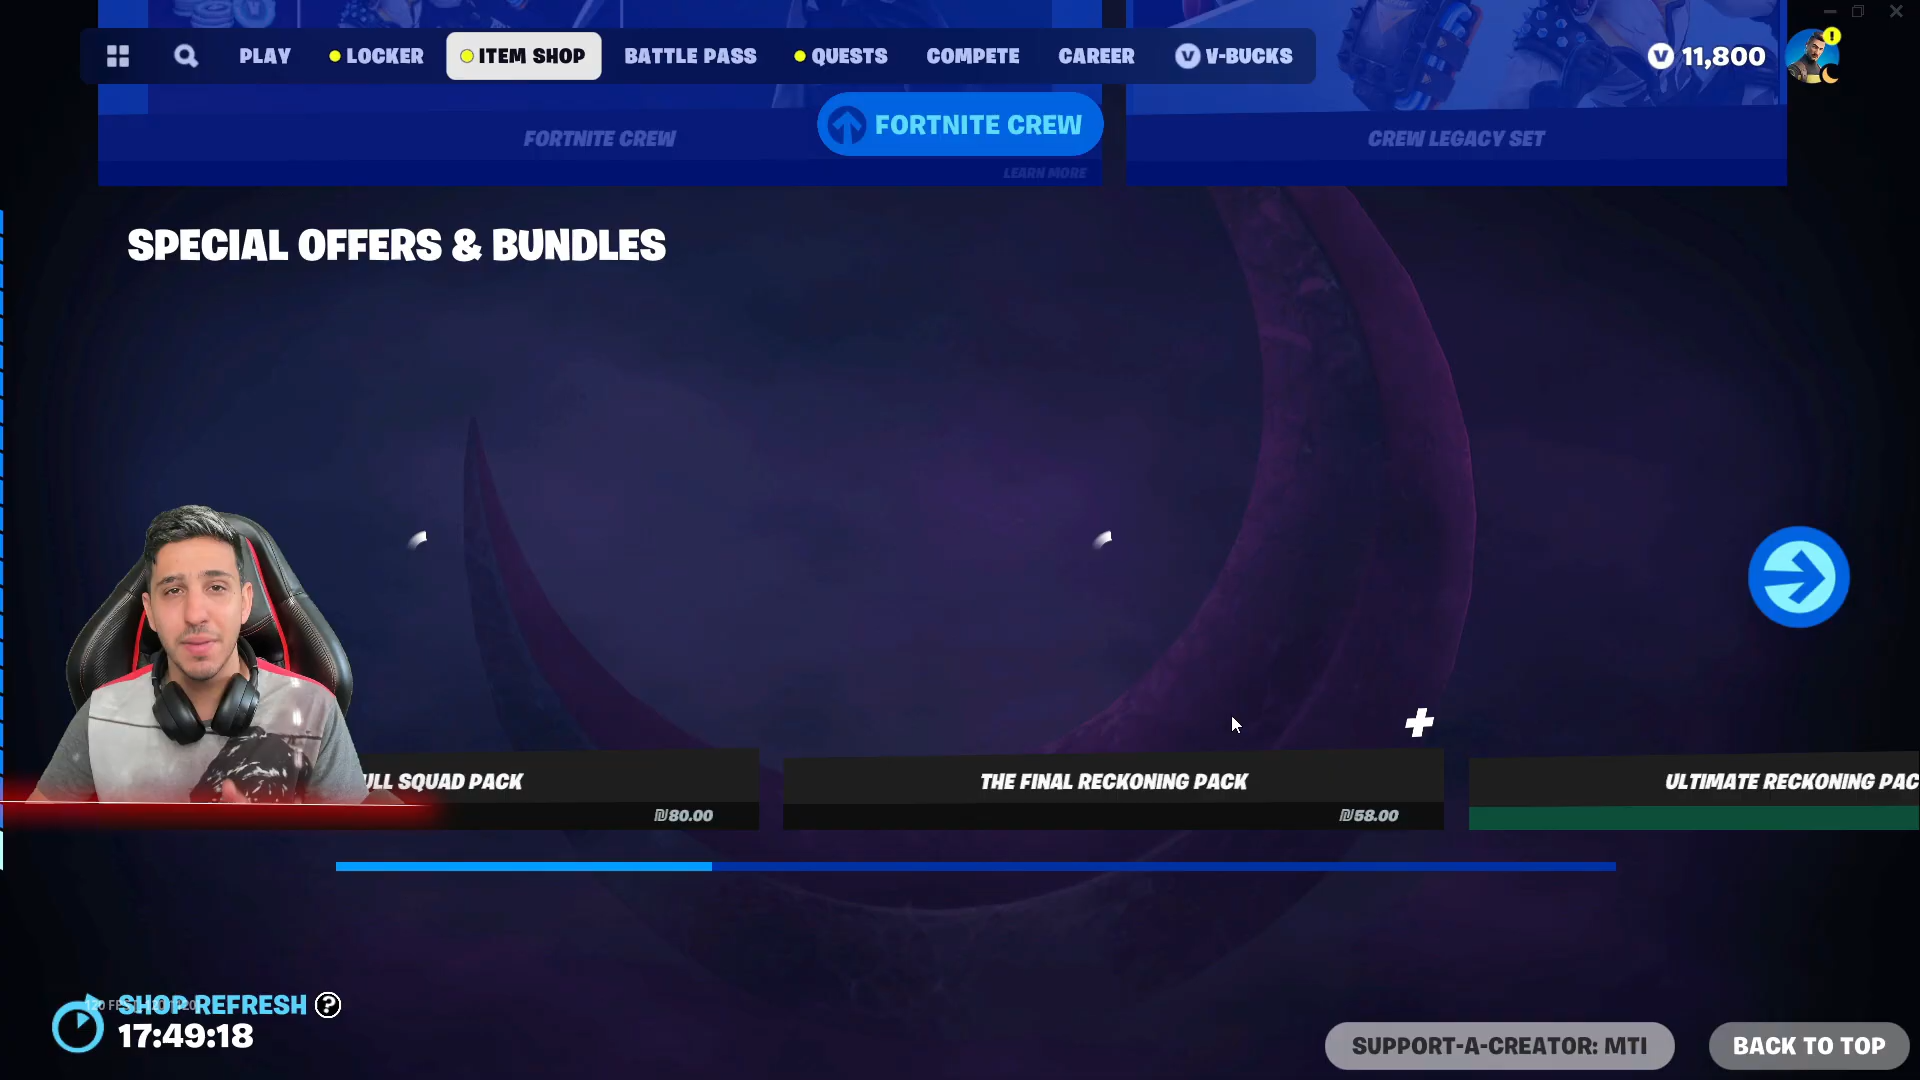 PLAY
LOCKER
ITEM SHOP
BATTLE PASS
QUESTS
COMPETE
CAREER
V-BUCKS
11,800
FORTNITE CREW
FORTNITE CREW
LEARN MORE
CREW LEGACY SET
SPECIAL OFFERS & BUNDLES
ULL SQUAD PACK
₪80.00
THE FINAL RECKONING PACK
₪58.00
ULTIMATE RECKONING PAC
SHOP REFRESH ?
17:49:18
SUPPORT-A-CREATOR: MTI
BACK TO TOP